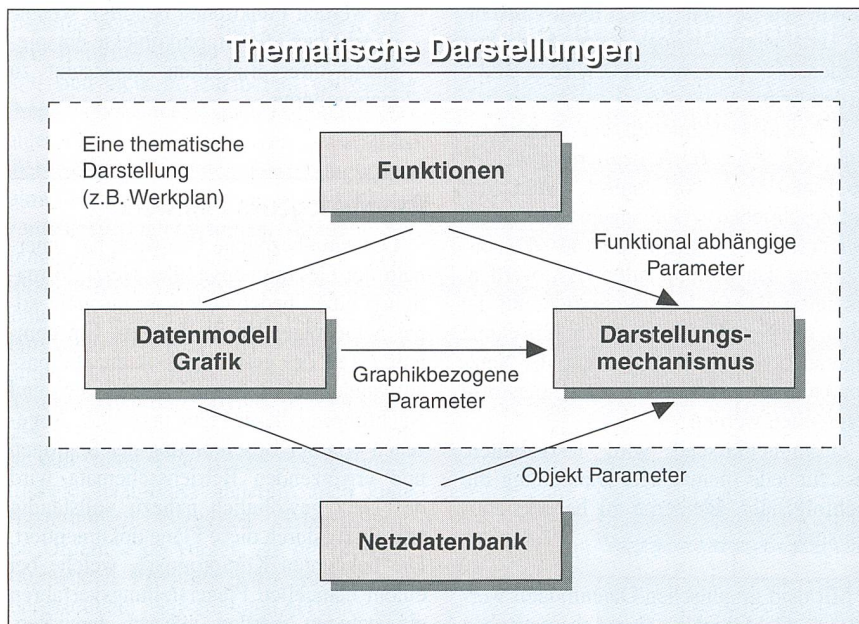 Thematische Darstellungen
Eine thematische
Darstellung
(z.B. Werkplan)
Funktionen
Funktional abhängige
Parameter
Datenmodell
Grafik
Darstellungs-
mechanismus
Graphikbezogene
Parameter
Objekt Parameter
Netzdatenbank